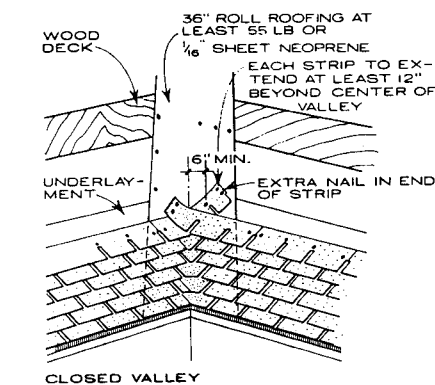 36" ROLL ROOFING AT
LEAST 55 LB OR
1/16" SHEET NEOPRENE
WOOD
DECK
EACH STRIP TO EX-
TEND AT LEAST 12"
BEYOND CENTER OF
VALLEY
6" MIN.
UNDERLAY-
MENT
EXTRA NAIL IN END
OF STRIP
CLOSED VALLEY